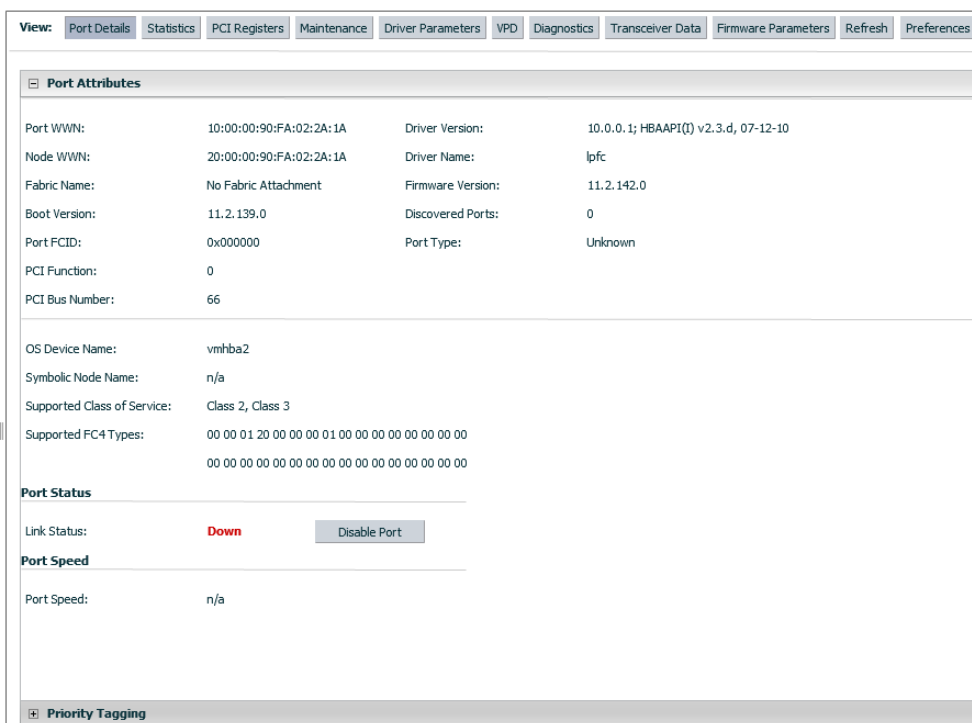 View: Port Details Statistics PCI Registers Maintenance Driver Parameters VPD Diagnostics Transceiver Data Firmware Parameters Refresh Preferences
Port Attributes
Port WWN: 10:00:00:90:FA:02:2A:1A Driver Version: 10.0.0.1; HBAAPI(I) v2.3.d, 07-12-10
Node WWN: 20:00:00:90:FA:02:2A:1A Driver Name: lpfc
Fabric Name: No Fabric Attachment Firmware Version: 11.2.142.0
Boot Version: 11.2.139.0 Discovered Ports: 0
Port FCID: 0x000000 Port Type: Unknown
PCI Function: 0
PCI Bus Number: 66
OS Device Name: vmhba2
Symbolic Node Name: n/a
Supported Class of Service: Class 2, Class 3
Supported FC4 Types: 00 00 01 20 00 00 00 01 00 00 00 00 00 00 00 00
00 00 00 00 00 00 00 00 00 00 00 00 00 00 00 00
Port Status
Link Status: Down Disable Port
Port Speed
Port Speed: n/a
Priority Tagging